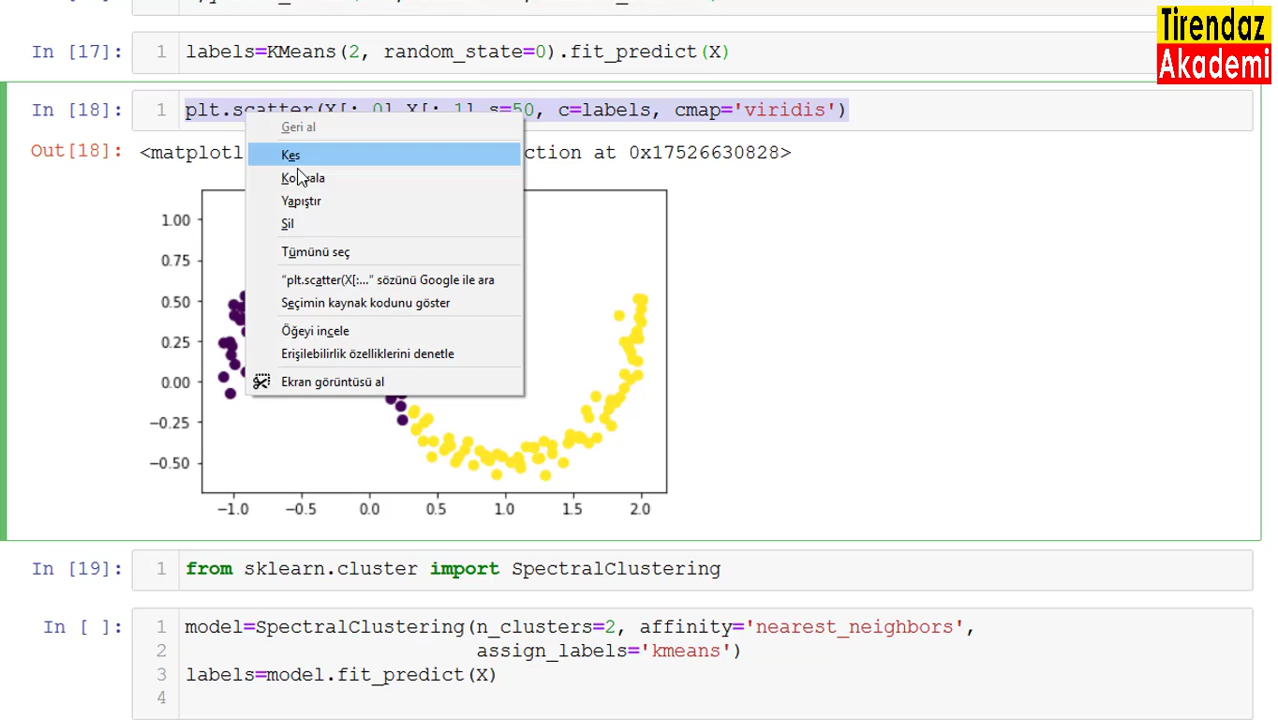 Tirendaz
Akademi
In [17]:
1
labels=KMeans(2, random_state=0).fit_predict(X)
In [18]:
1
plt.scatter(X[:,0],X[:,1],s=50, c=labels, cmap='viridis')
Out[18]:
<matplotl
ction at 0x17526630828>
Geri al
Kes
Kopyala
Yapıştır
Sil
Tümünü seç
"plt.scatter(X[:..." sözünü Google ile ara
Seçimin kaynak kodunu göster
Öğeyi incele
Erişilebilirlik özelliklerini denetle
Ekran görüntüsü al
1.00
0.75
0.50
0.25
0.00
−0.25
−0.50
−1.0 −0.5 0.0 0.5 1.0 1.5 2.0
In [19]:
1
from sklearn.cluster import SpectralClustering
In [ ]:
1 model=SpectralClustering(n_clusters=2, affinity='nearest_neighbors',
2 assign_labels='kmeans')
3 labels=model.fit_predict(X)
4